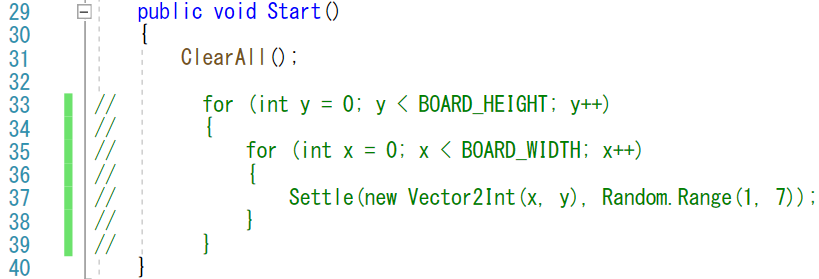 29 public void Start()
30 {
31 ClearAll();
32
33 // for (int y = 0; y < BOARD_HEIGHT; y++)
34 // {
35 // for (int x = 0; x < BOARD_WIDTH; x++)
36 // {
37 // Settle(new Vector2Int(x, y), Random.Range(1, 7));
38 // }
39 // }
40 }